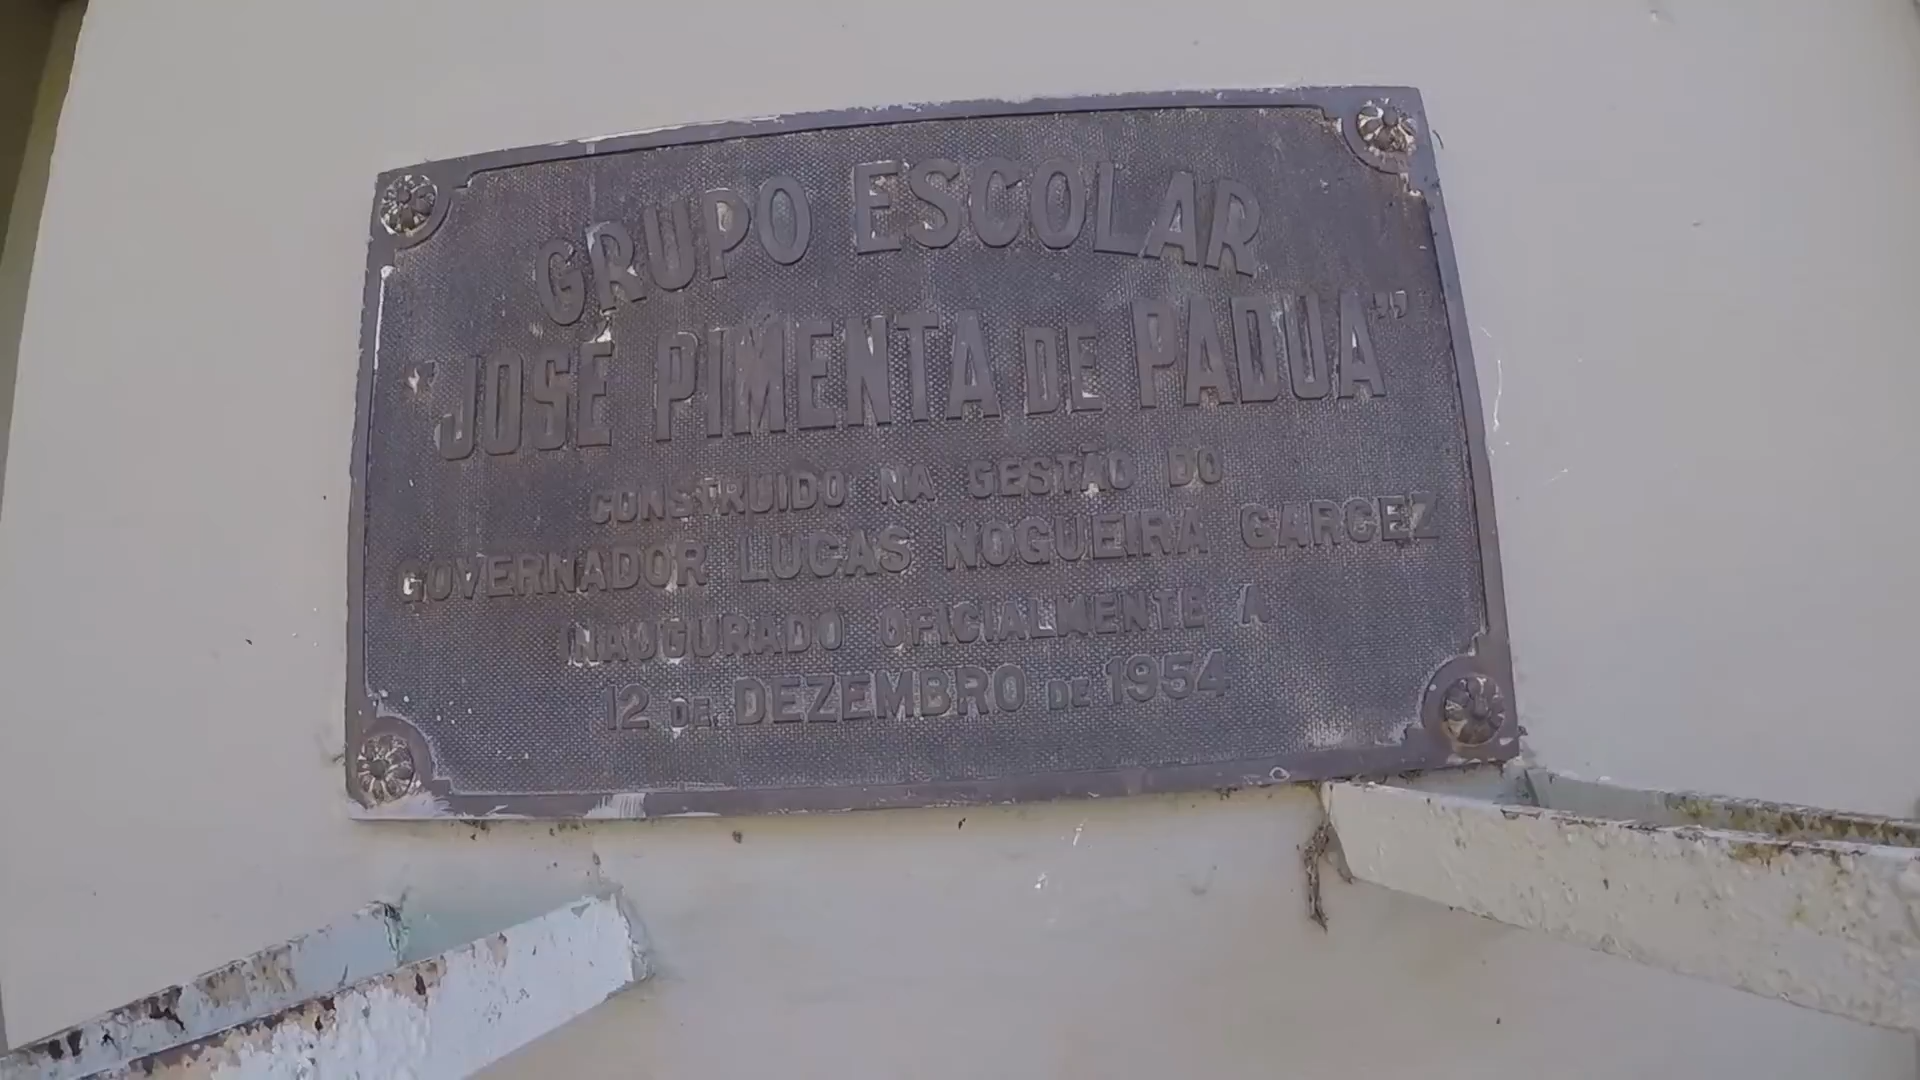 GRUPO ESCOLAR
"JOSÉ PIMENTA DE PADUA"
CONSTRUIDO NA GESTÃO DO
GOVERNADOR LUCAS NOGUEIRA GARCEZ
INAUGURADO OFICIALMENTE A
12 DE DEZEMBRO DE 1954